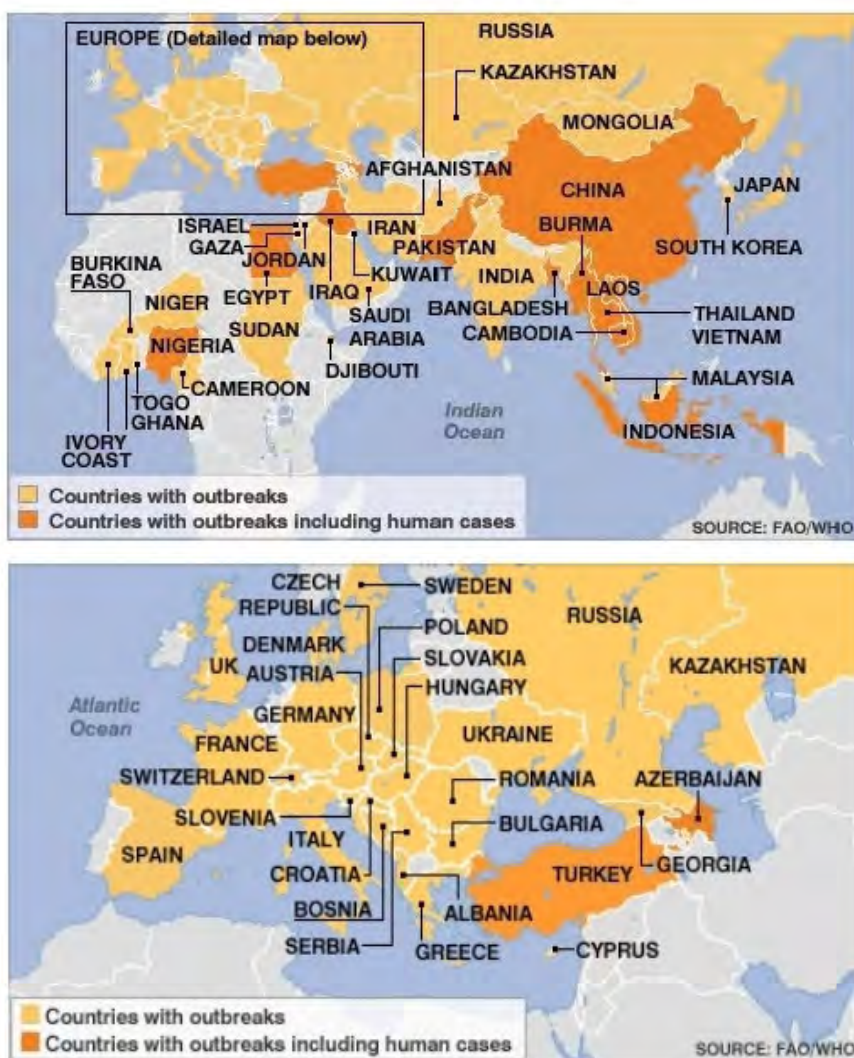 EUROPE (Detailed map below)
RUSSIA
KAZAKHSTAN
MONGOLIA
AFGHANISTAN
CHINA
JAPAN
ISRAEL
IRAN
BURMA
GAZA
JORDAN
PAKISTAN
SOUTH KOREA
BURKINA
FASO
KUWAIT
INDIA
LAOS
NIGER
EGYPT
IRAQ
SAUDI
ARABIA
BANGLADESH
THAILAND
SUDAN
CAMBODIA
VIETNAM
NIGERIA
DJIBOUTI
CAMEROON
MALAYSIA
TOGO
GHANA
Indian
Ocean
IVORY
COAST
INDONESIA
Countries with outbreaks
Countries with outbreaks including human cases
SOURCE: FAO/WHO
CZECH
REPUBLIC
SWEDEN
RUSSIA
POLAND
DENMARK
SLOVAKIA
UK
AUSTRIA
KAZAKHSTAN
HUNGARY
Atlantic
Ocean
GERMANY
UKRAINE
FRANCE
SWITZERLAND
ROMANIA
AZERBAIJAN
SLOVENIA
BULGARIA
ITALY
SPAIN
CROATIA
TURKEY
GEORGIA
BOSNIA
ALBANIA
SERBIA
GREECE
CYPRUS
Countries with outbreaks
Countries with outbreaks including human cases
SOURCE: FAO/WHO